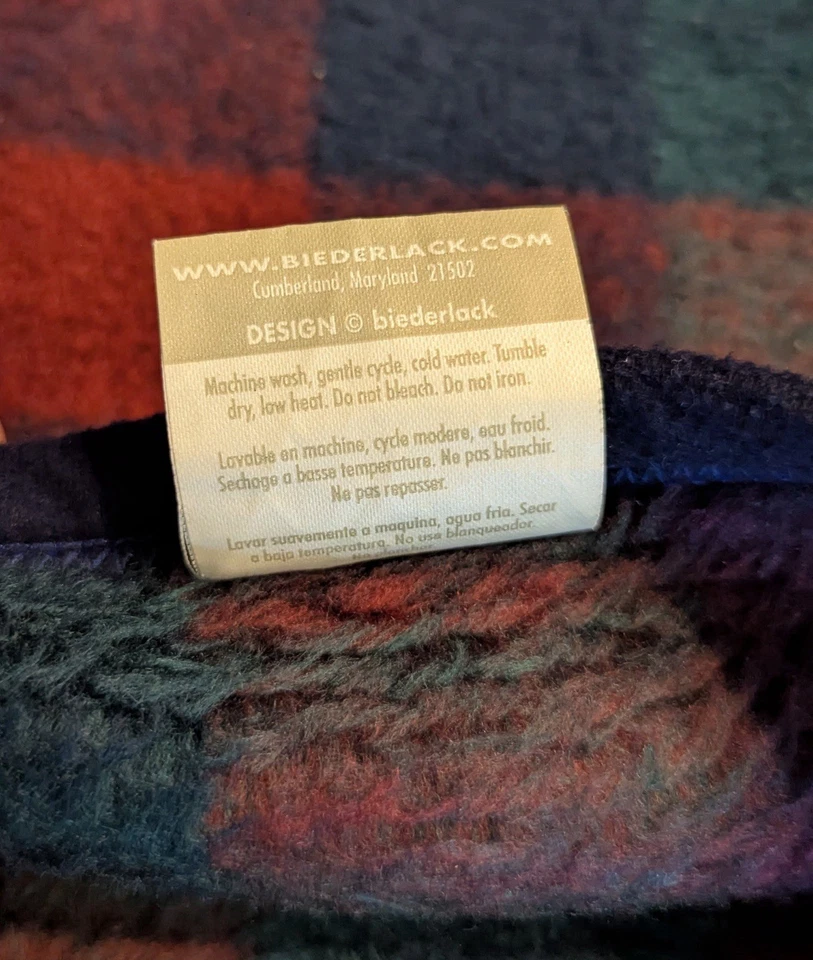 WWW.BIEDERLACK.COM
Cumberland, Maryland 21502
DESIGN © biederlack
Machine wash, gentle cycle, cold water. Tumble
dry, low heat. Do not bleach. Do not iron.
Lavable en machine, cycle modere, eau froid.
Sechage a basse temperature. Ne pas blanchir.
Ne pas repasser.
Lavar suavemente a maquina, agua fria. Secar
a baja temperatura. No use blanqueador.
No planchar